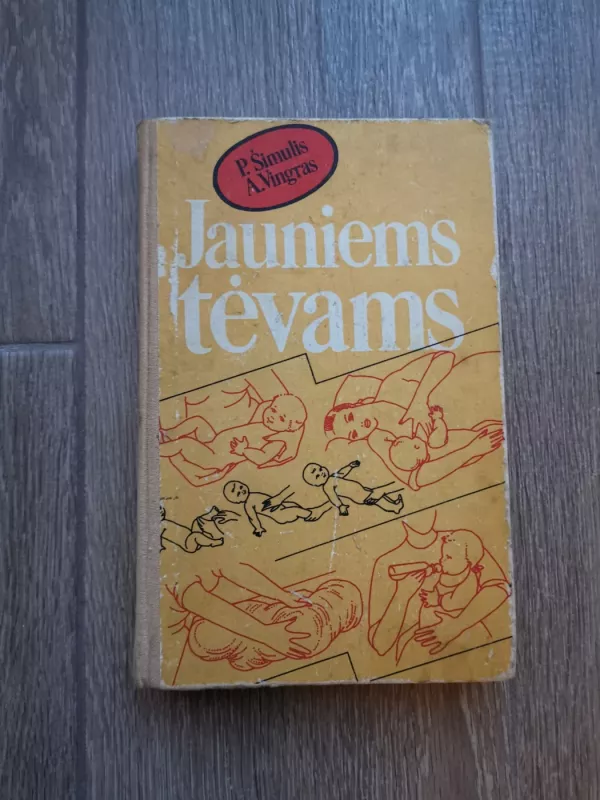 P. Šimulis
A. Vingras
Jauniems
tėvams